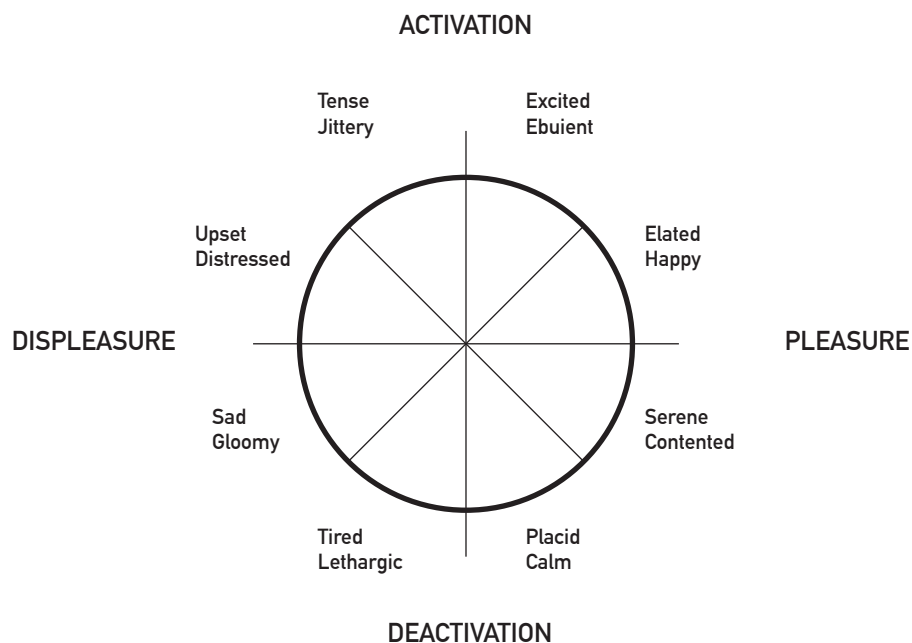 ACTIVATION
Tense
Jittery
Excited
Ebuient
Upset
Distressed
Elated
Happy
DISPLEASURE
PLEASURE
Sad
Gloomy
Serene
Contented
Tired
Lethargic
Placid
Calm
DEACTIVATION